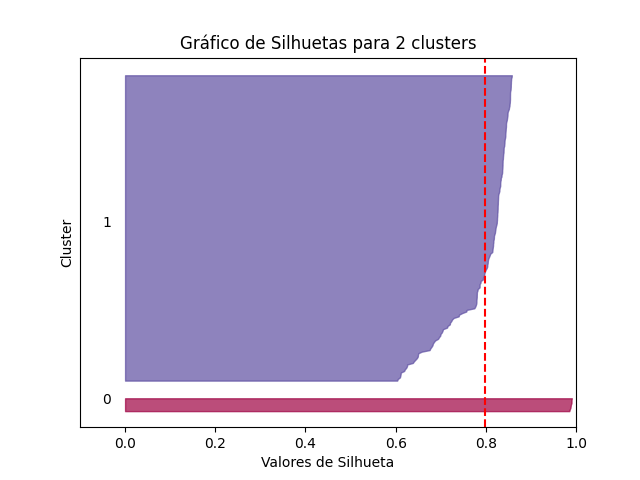 Gráfico de Silhuetas para 2 clusters
Cluster
1
0
0.0 0.2 0.4 0.6 0.8 1.0
Valores de Silhueta